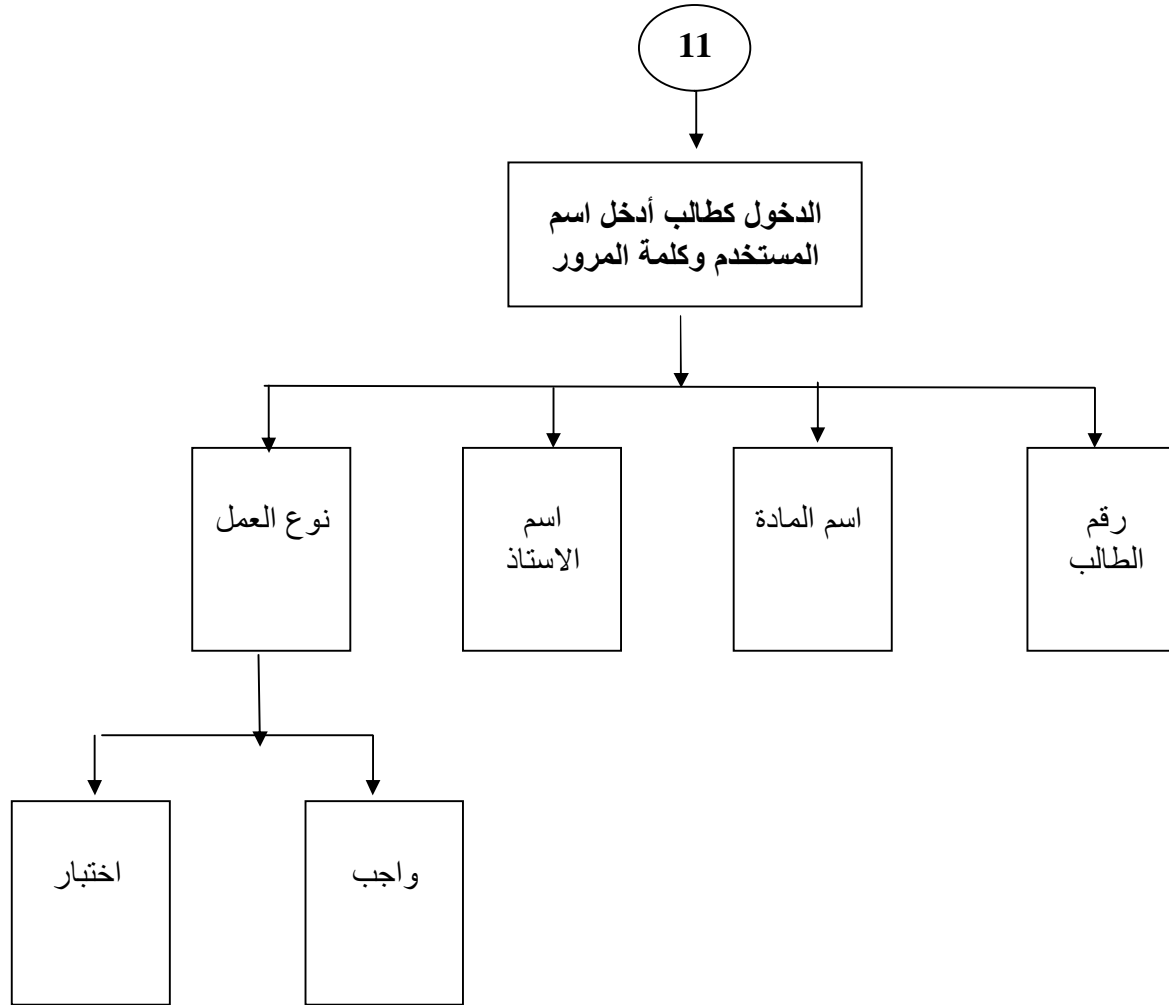 11
الدخول كطالب أدخل اسم
المستخدم وكلمة المرور
رقم
الطالب
اسم المادة
اسم
الاستاذ
نوع العمل
واجب
اختبار